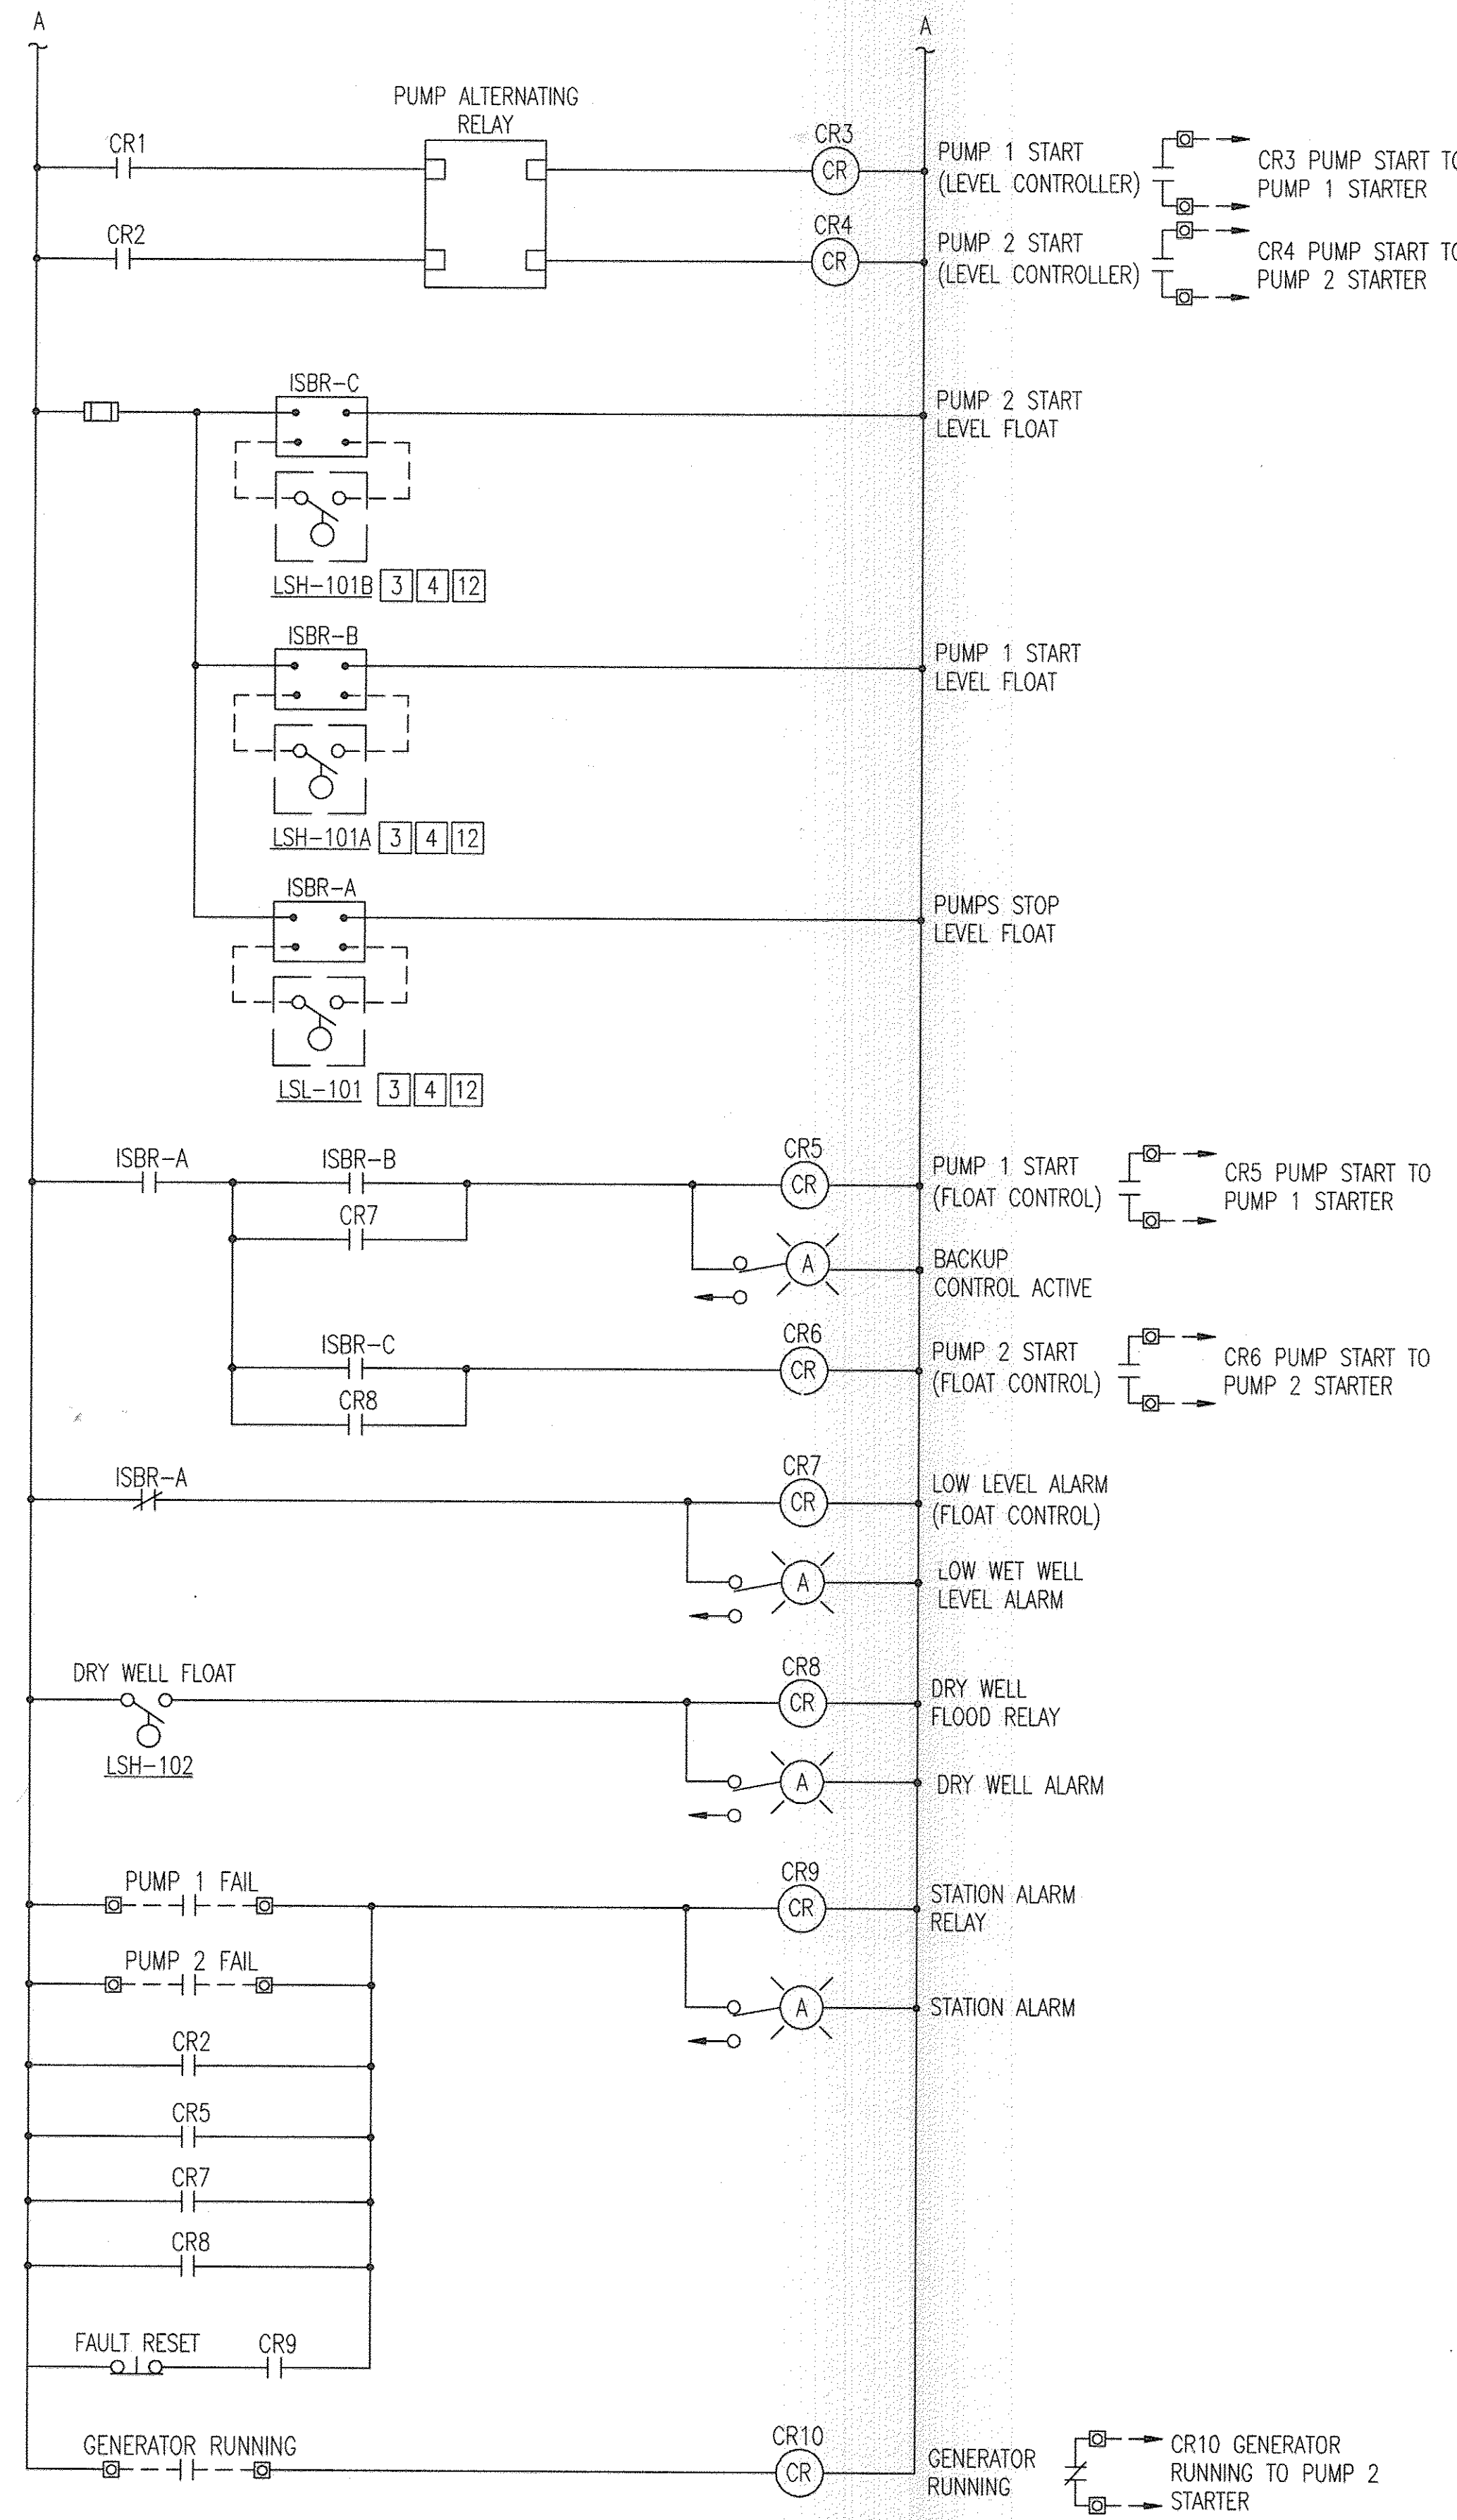 A
A
PUMP ALTERNATING
RELAY
CR1
CR3
CR
PUMP 1 START
(LEVEL CONTROLLER)
CR3 PUMP START TO
PUMP 1 STARTER
CR2
CR4
CR
PUMP 2 START
(LEVEL CONTROLLER)
CR4 PUMP START TO
PUMP 2 STARTER
ISBR-C
PUMP 2 START
LEVEL FLOAT
LSH-101B 3 4 12
ISBR-B
PUMP 1 START
LEVEL FLOAT
LSH-101A 3 4 12
ISBR-A
PUMPS STOP
LEVEL FLOAT
LSL-101 3 4 12
ISBR-A
ISBR-B
CR5
CR
PUMP 1 START
(FLOAT CONTROL)
CR5 PUMP START TO
PUMP 1 STARTER
CR7
A
BACKUP
CONTROL ACTIVE
ISBR-C
CR6
CR
PUMP 2 START
(FLOAT CONTROL)
CR6 PUMP START TO
PUMP 2 STARTER
CR8
ISBR-A
CR7
CR
LOW LEVEL ALARM
(FLOAT CONTROL)
A
LOW WET WELL
LEVEL ALARM
DRY WELL FLOAT
LSH-102
CR8
CR
DRY WELL
FLOOD RELAY
A
DRY WELL ALARM
PUMP 1 FAIL
CR9
CR
STATION ALARM
RELAY
PUMP 2 FAIL
A
STATION ALARM
CR2
CR5
CR7
CR8
FAULT RESET
CR9
GENERATOR RUNNING
CR10
CR
GENERATOR
RUNNING
CR10 GENERATOR
RUNNING TO PUMP 2
STARTER